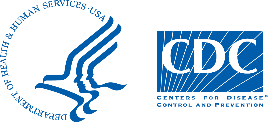 DEPARTMENT OF HEALTH & HUMAN SERVICES • USA
CDC
CENTERS FOR DISEASE®
CONTROL AND PREVENTION